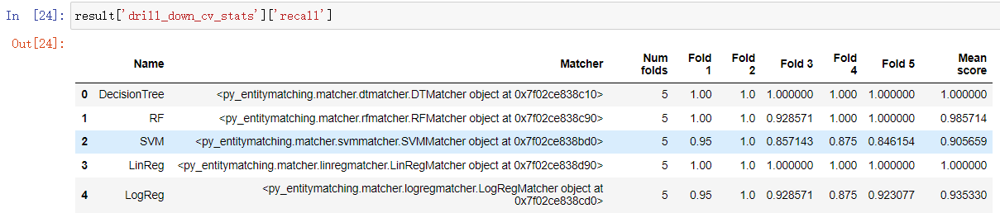 In [24]: result['drill_down_cv_stats']['recall']
Out[24]:
Name Matcher Num folds Fold 1 Fold 2 Fold 3 Fold 4 Fold 5 Mean score
0 DecisionTree <py_entitymatching.matcher.dtmatcher.DTMatcher object at 0x7f02ce838c10> 5 1.00 1.0 1.000000 1.000 1.000000 1.000000
1 RF <py_entitymatching.matcher.rfmatcher.RFMatcher object at 0x7f02ce838c90> 5 1.00 1.0 0.928571 1.000 1.000000 0.985714
2 SVM <py_entitymatching.matcher.svmmatcher.SVMMatcher object at 0x7f02ce838bd0> 5 0.95 1.0 0.857143 0.875 0.846154 0.905659
3 LinReg <py_entitymatching.matcher.linregmatcher.LinRegMatcher object at 0x7f02ce838d90> 5 1.00 1.0 1.000000 1.000 1.000000 1.000000
4 LogReg <py_entitymatching.matcher.logregmatcher.LogRegMatcher object at 0x7f02ce838cd0> 5 0.95 1.0 0.928571 0.875 0.923077 0.935330